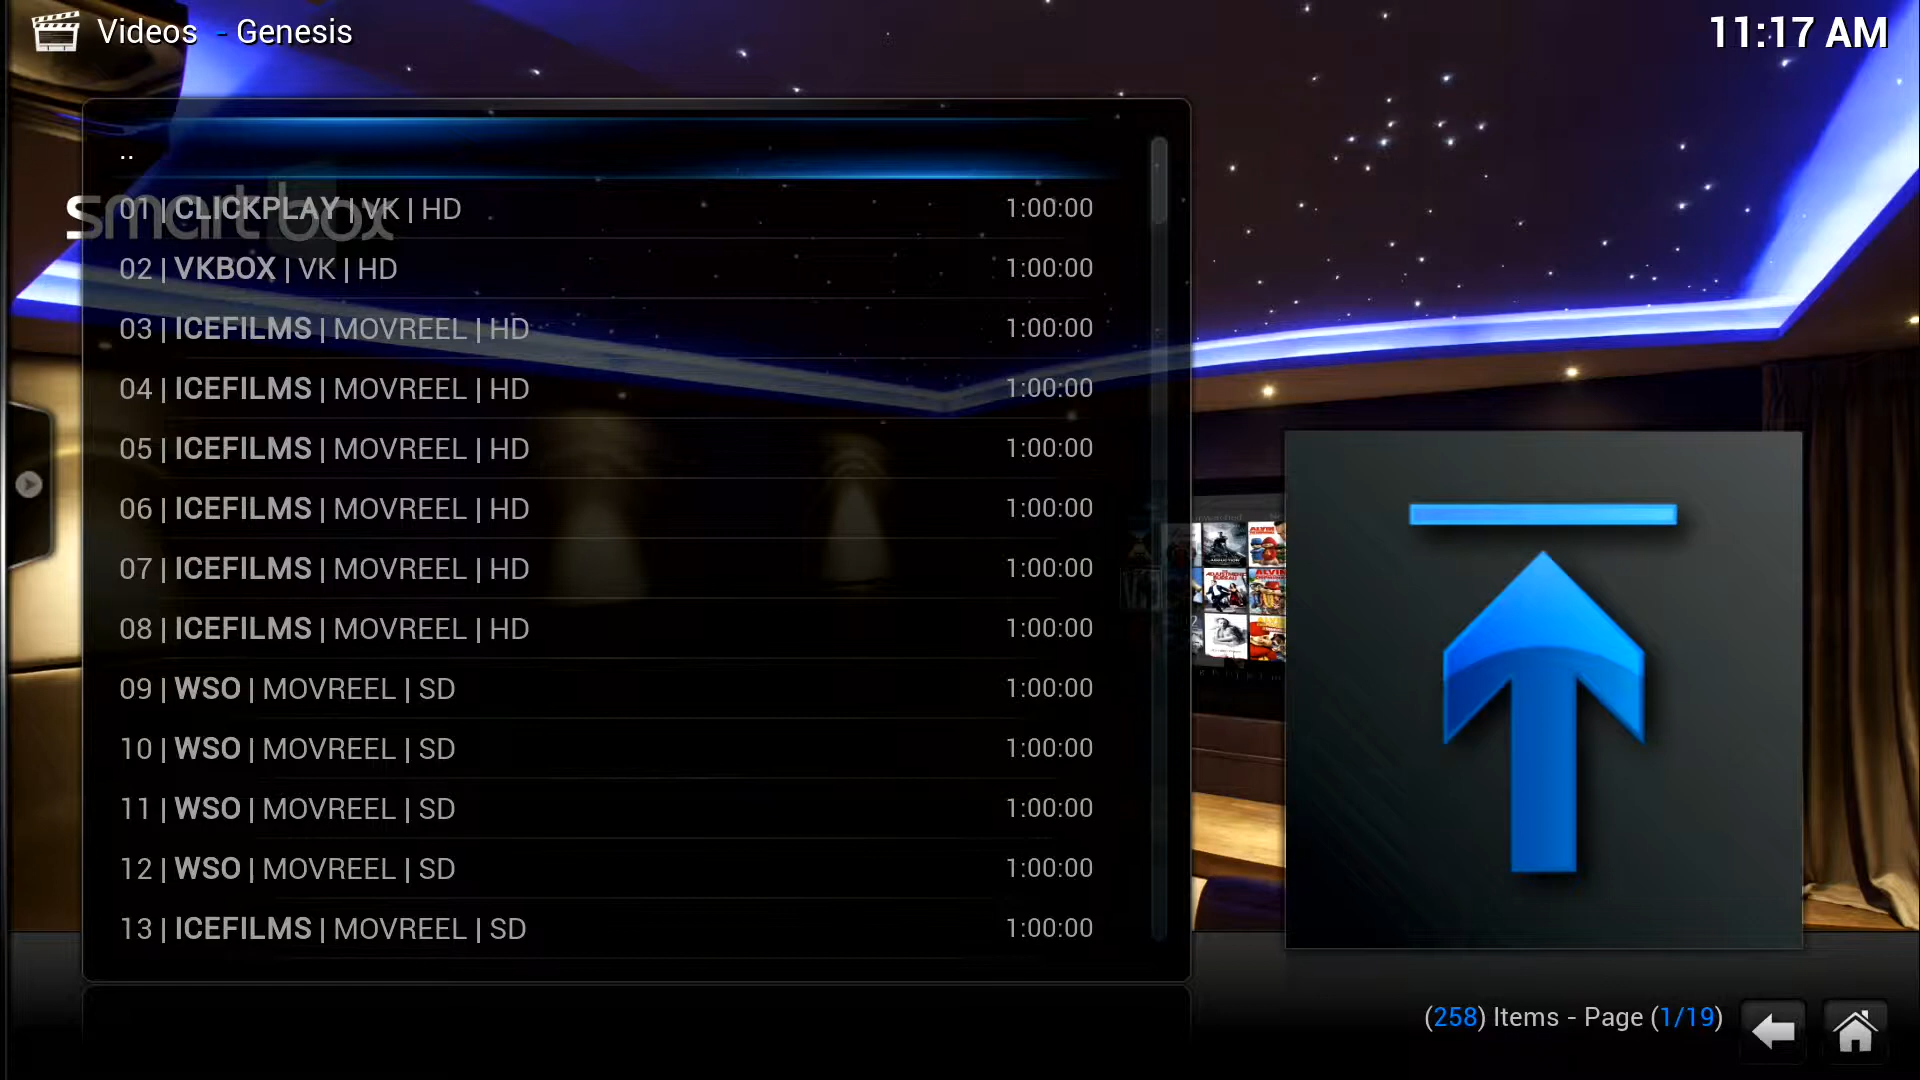 Videos - Genesis
11:17 AM
..
smart box
01 | CLICKPLAY | VK | HD 1:00:00
02 | VKBOX | VK | HD 1:00:00
03 | ICEFILMS | MOVREEL | HD 1:00:00
04 | ICEFILMS | MOVREEL | HD 1:00:00
05 | ICEFILMS | MOVREEL | HD 1:00:00
06 | ICEFILMS | MOVREEL | HD 1:00:00
07 | ICEFILMS | MOVREEL | HD 1:00:00
08 | ICEFILMS | MOVREEL | HD 1:00:00
09 | WSO | MOVREEL | SD 1:00:00
10 | WSO | MOVREEL | SD 1:00:00
11 | WSO | MOVREEL | SD 1:00:00
12 | WSO | MOVREEL | SD 1:00:00
13 | ICEFILMS | MOVREEL | SD 1:00:00
(258) Items - Page (1/19)